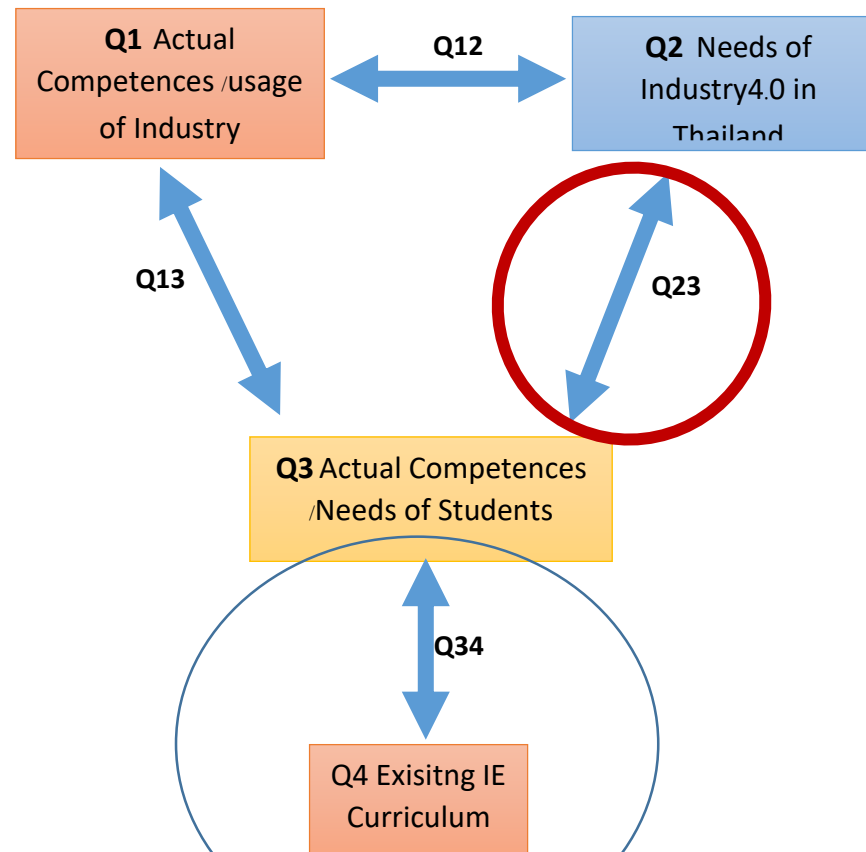 Q1 Actual
Competences /usage
of Industry
Q12
Q2 Needs of
Industry4.0 in
Thailand
Q13
Q23
Q3 Actual Competences
/Needs of Students
Q34
Q4 Exisitng IE
Curriculum